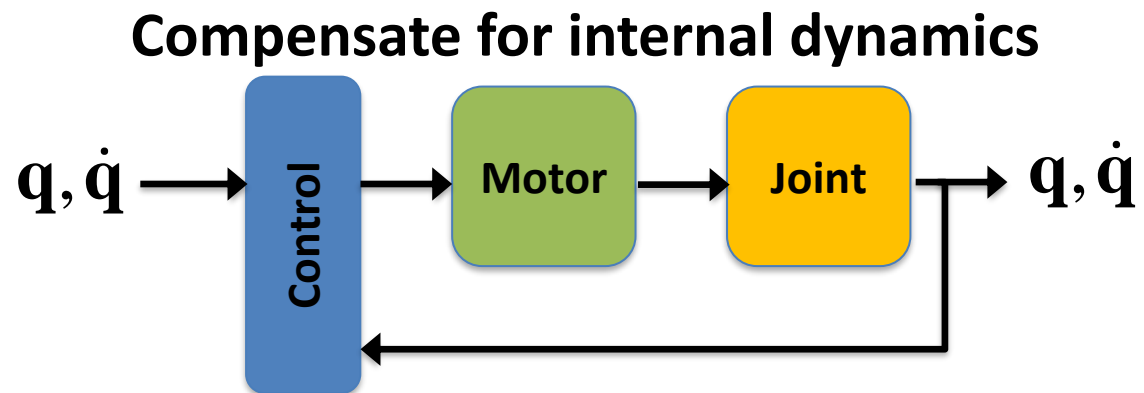 Compensate for internal dynamics
q, q̇
Control
Motor
Joint
q, q̇